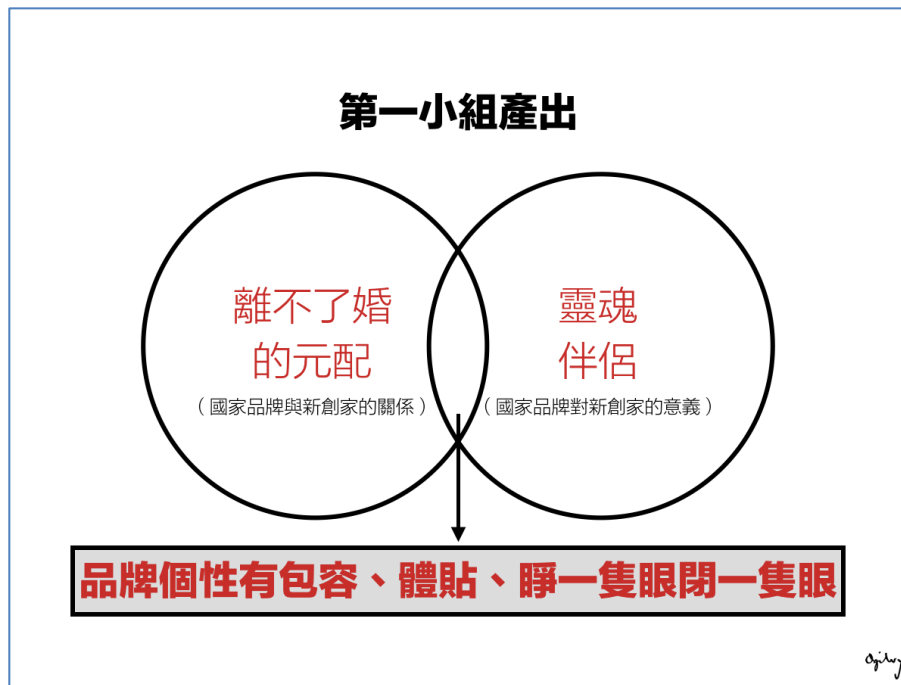 第一小組產出
離不了婚
的元配
（國家品牌與新創家的關係）
靈魂
伴侶
（國家品牌對新創家的意義）
品牌個性有包容、體貼、睜一隻眼閉一隻眼
Ogilvy